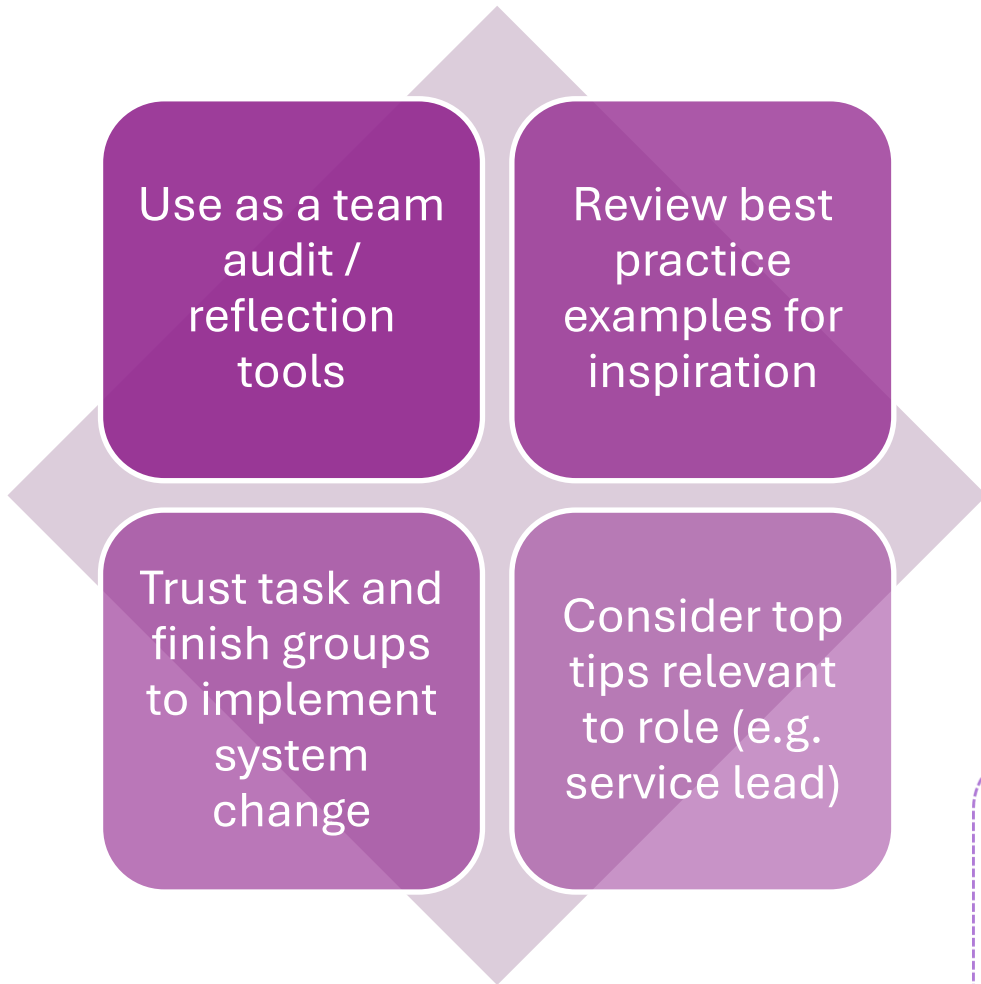 Use as a team
audit /
reflection
tools
Review best
practice
examples for
inspiration
Trust task and
finish groups
to implement
system
change
Consider top
tips relevant
to role (e.g.
service lead)